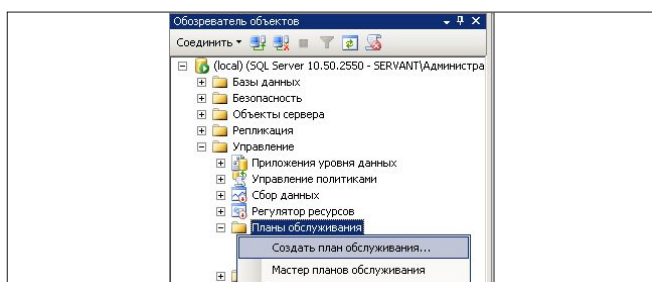 Обозреватель объектов
Соединить
(local) (SQL Server 10.50.2550 - SERVANT\Администра
Базы данных
Безопасность
Объекты сервера
Репликация
Управление
Приложения уровня данных
Управление политиками
Сбор данных
Регулятор ресурсов
Планы обслуживания
Создать план обслуживания...
Мастер планов обслуживания